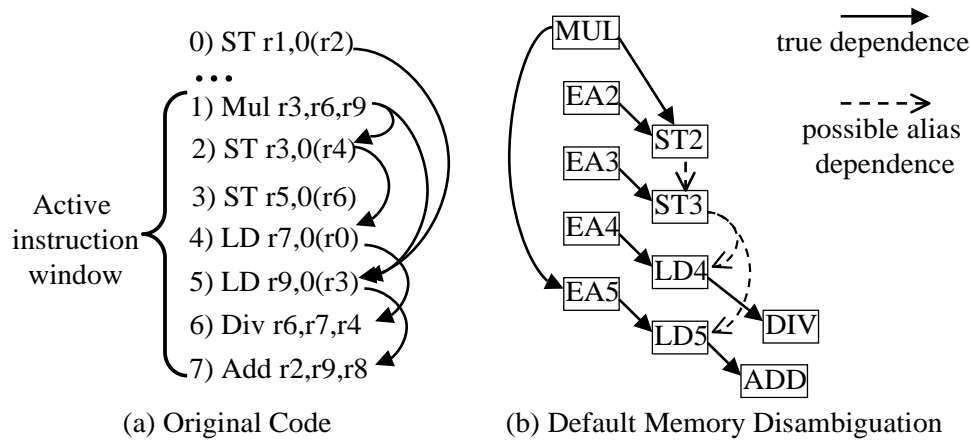 0) ST r1,0(r2)
...
1) Mul r3,r6,r9
2) ST r3,0(r4)
3) ST r5,0(r6)
4) LD r7,0(r0)
5) LD r9,0(r3)
6) Div r6,r7,r4
7) Add r2,r9,r8
Active
instruction
window
(a) Original Code
MUL
EA2
ST2
EA3
ST3
EA4
LD4
EA5
DIV
LD5
ADD
true dependence
possible alias
dependence
(b) Default Memory Disambiguation